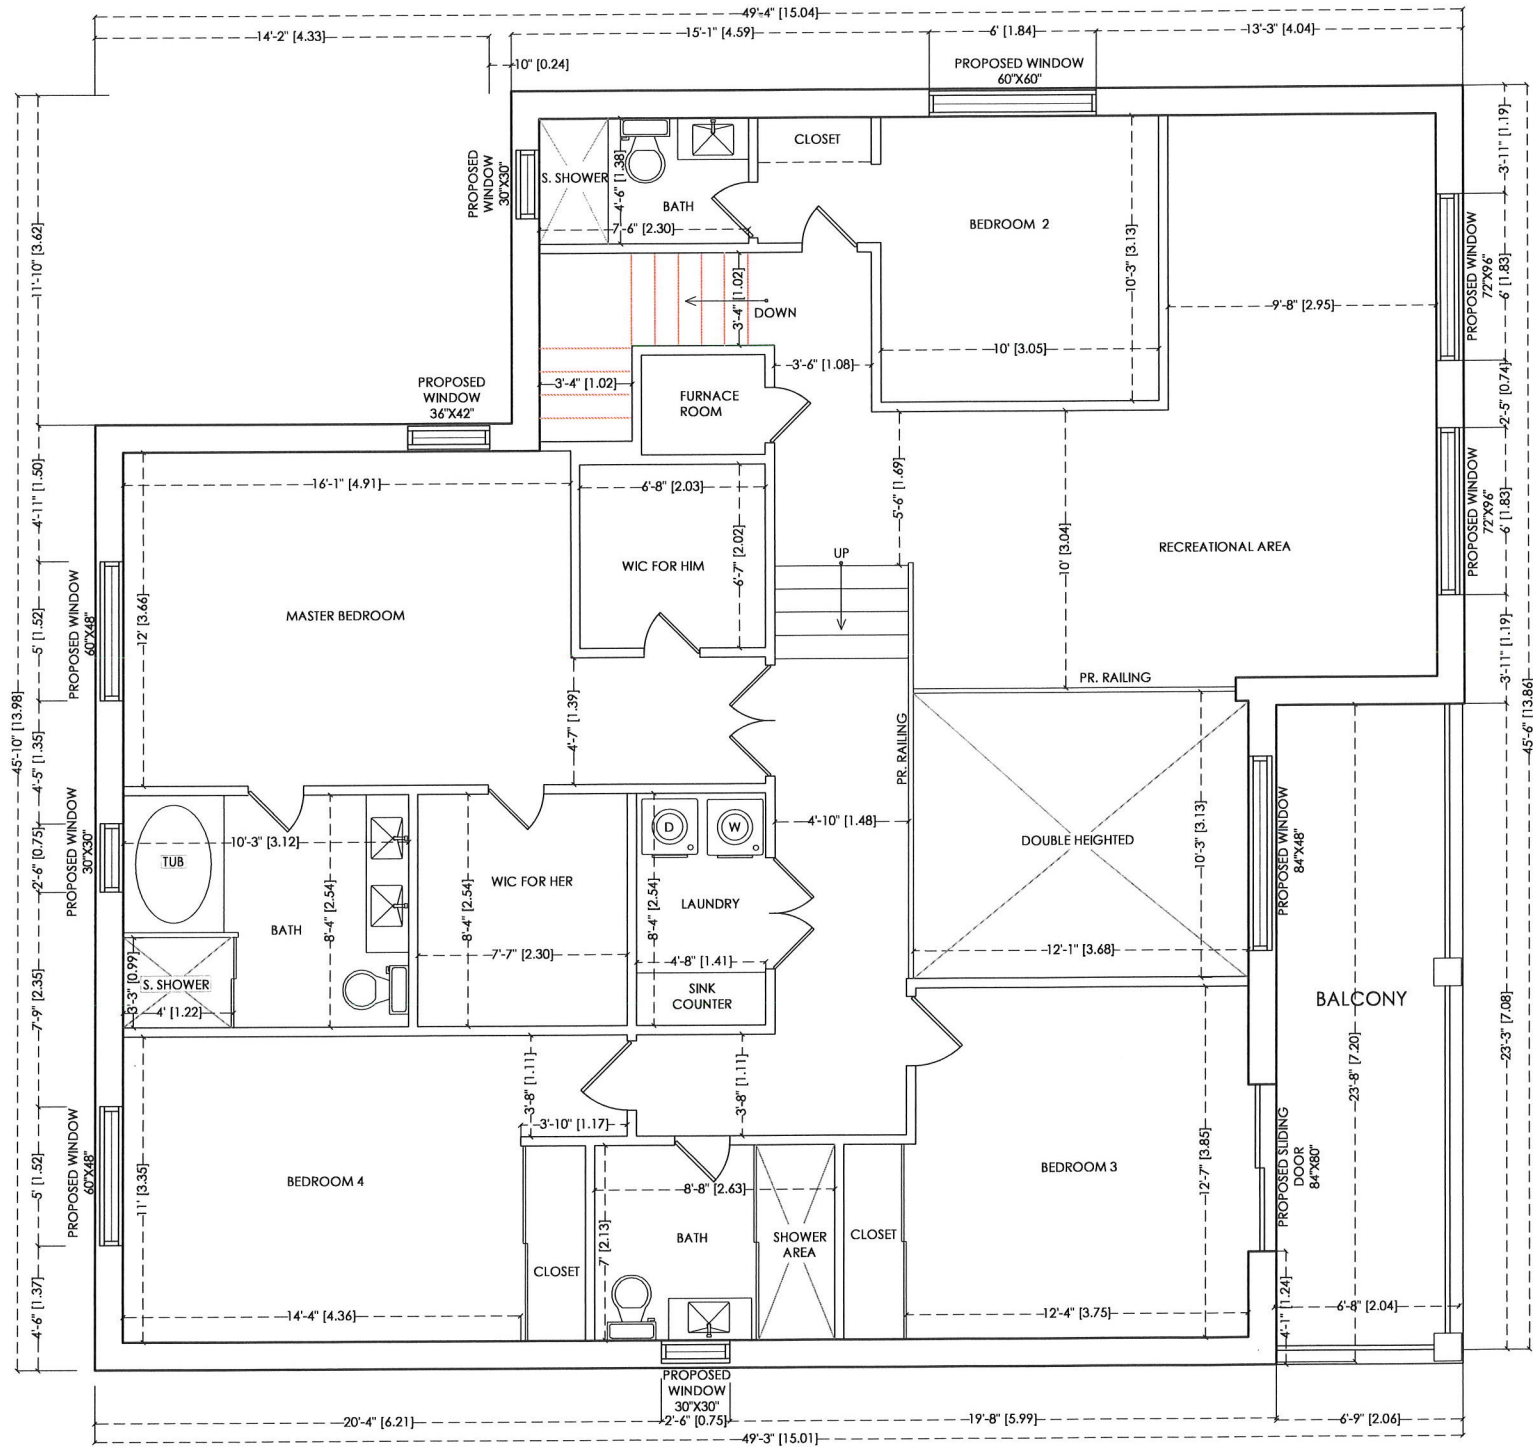 49'-4" [15.04]
14'-2" [4.33]
15'-1" [4.59]
6' [1.84]
13'-3" [4.04]
10" [0.24]
PROPOSED WINDOW
60"X60"
3'-11" [1.19]
CLOSET
PROPOSED
WINDOW
30"X30"
S. SHOWER
4'-6" [1.38]
BATH
7'-6" [2.30]
BEDROOM 2
10'-3" [3.13]
11'-10" [3.62]
PROPOSED WINDOW
72"X96"
6' [1.83]
3'-4" [1.02]
DOWN
9'-8" [2.95]
10' [3.05]
3'-6" [1.08]
PROPOSED
WINDOW
36"X42"
3'-4" [1.02]
FURNACE
ROOM
2'-5" [0.74]
4'-11" [1.50]
16'-1" [4.91]
6'-8" [2.03]
5'-6" [1.69]
PROPOSED WINDOW
72"X96"
6' [1.83]
6'-7" [2.02]
10' [3.04]
RECREATIONAL AREA
UP
WIC FOR HIM
MASTER BEDROOM
12' [3.66]
PROPOSED WINDOW
60"X48"
5' [1.52]
3'-11" [1.19]
PR. RAILING
4'-7" [1.39]
PR. RAILING
45'-10" [13.98]
45'-6" [13.86]
4'-5" [1.35]
PROPOSED WINDOW
30"X30"
2'-6" [0.75]
TUB
10'-3" [3.12]
D
W
4'-10" [1.48]
DOUBLE HEIGHTED
10'-3" [3.13]
PROPOSED WINDOW
84"X48"
WIC FOR HER
LAUNDRY
BATH
8'-4" [2.54]
8'-4" [2.54]
8'-4" [2.54]
7'-7" [2.30]
4'-8" [1.41]
12'-1" [3.68]
S. SHOWER
3'-3" [0.99]
4' [1.22]
SINK
COUNTER
BALCONY
7'-9" [2.35]
23'-8" [7.20]
23'-3" [7.08]
3'-8" [1.11]
3'-8" [1.11]
3'-10" [1.17]
PROPOSED WINDOW
60"X48"
5' [1.52]
BEDROOM 4
11' [3.35]
8'-8" [2.63]
BEDROOM 3
12'-7" [3.85]
PROPOSED SLIDING
DOOR
84"X80"
7' [2.13]
BATH
SHOWER
AREA
CLOSET
CLOSET
4'-6" [1.37]
14'-4" [4.36]
12'-4" [3.75]
4'-1" [1.24]
6'-8" [2.04]
PROPOSED
WINDOW
30"X30"
20'-4" [6.21]
2'-6" [0.75]
19'-8" [5.99]
6'-9" [2.06]
49'-3" [15.01]